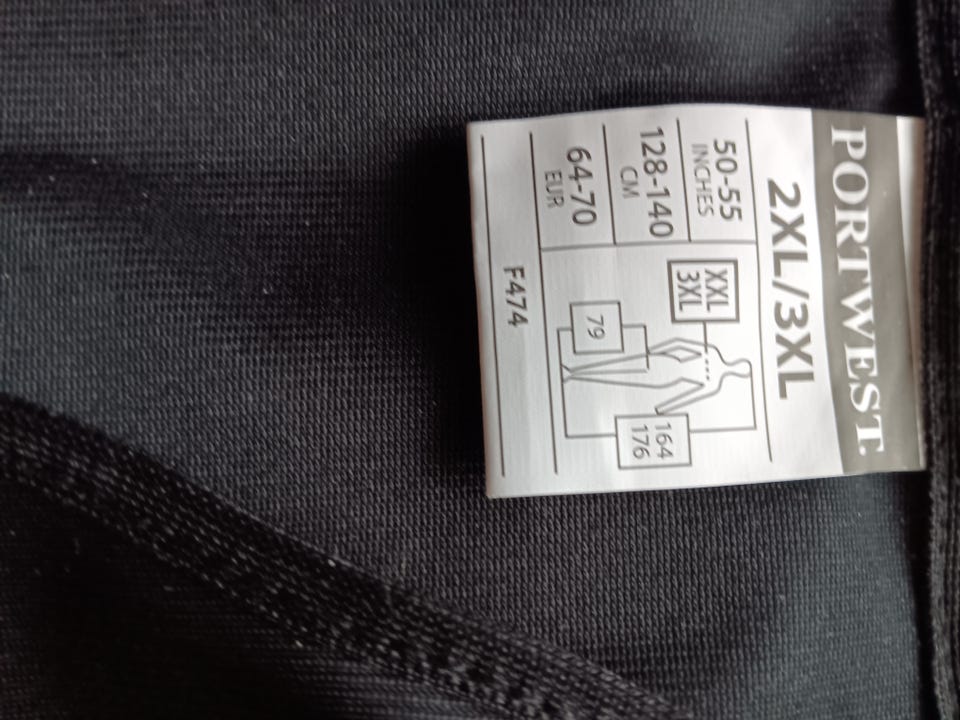 PORTWEST
2XL/3XL
50-55
INCHES
128-140
CM
64-70
EUR
XXL
3XL
79
164
176
F474